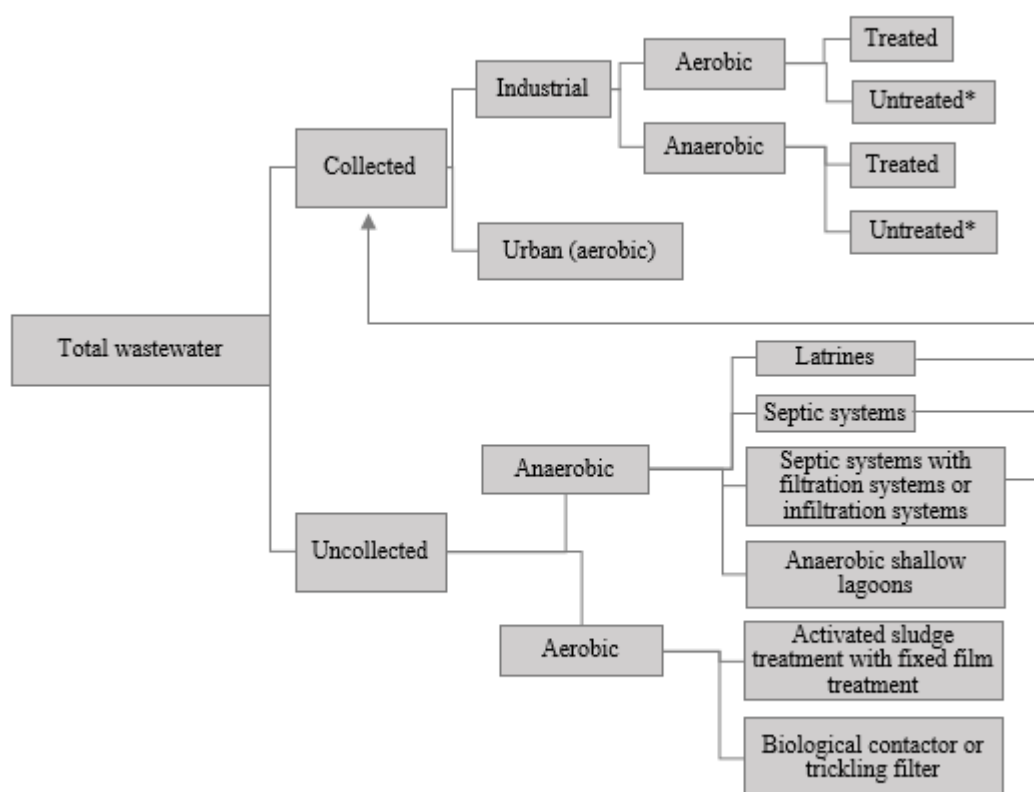 Treated
Aerobic
Industrial
Untreated*
Anaerobic
Collected
Treated
Untreated*
Urban (aerobic)
Total wastewater
Latrines
Septic systems
Anaerobic
Septic systems with
filtration systems or
infiltration systems
Uncollected
Anaerobic shallow
lagoons
Aerobic
Activated sludge
treatment with fixed film
treatment
Biological contactor or
trickling filter